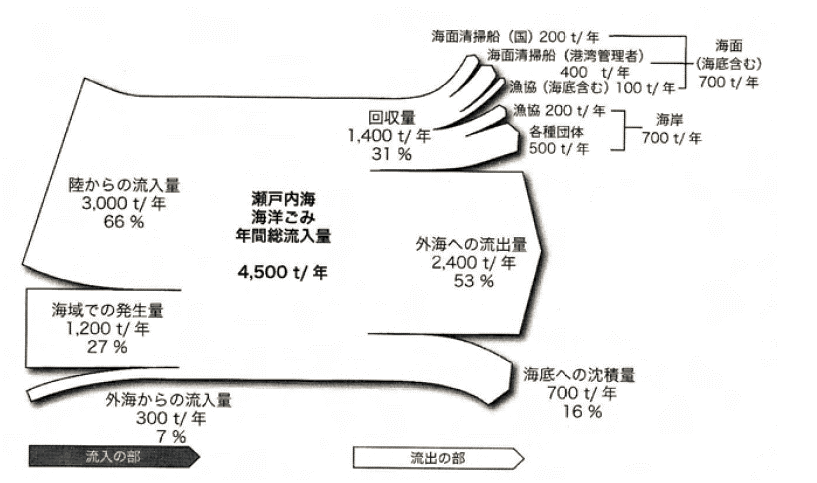 海面清掃船（国）200 t/ 年
海面清掃船（港湾管理者）
400　t/ 年
漁協（海底含む）100 t/ 年
海面
（海底含む）
700 t/ 年
漁協 200 t/ 年
各種団体
500 t/ 年
海岸
700 t/ 年
回収量
1,400 t/ 年
31 %
陸からの流入量
3,000 t/ 年
66 %
瀬戸内海
海洋ごみ
年間総流入量
4,500 t/ 年
外海への流出量
2,400 t/ 年
53 %
海域での発生量
1,200 t/ 年
27 %
海底への沈積量
700 t/ 年
16 %
外海からの流入量
300 t/ 年
7 %
流入の部
流出の部